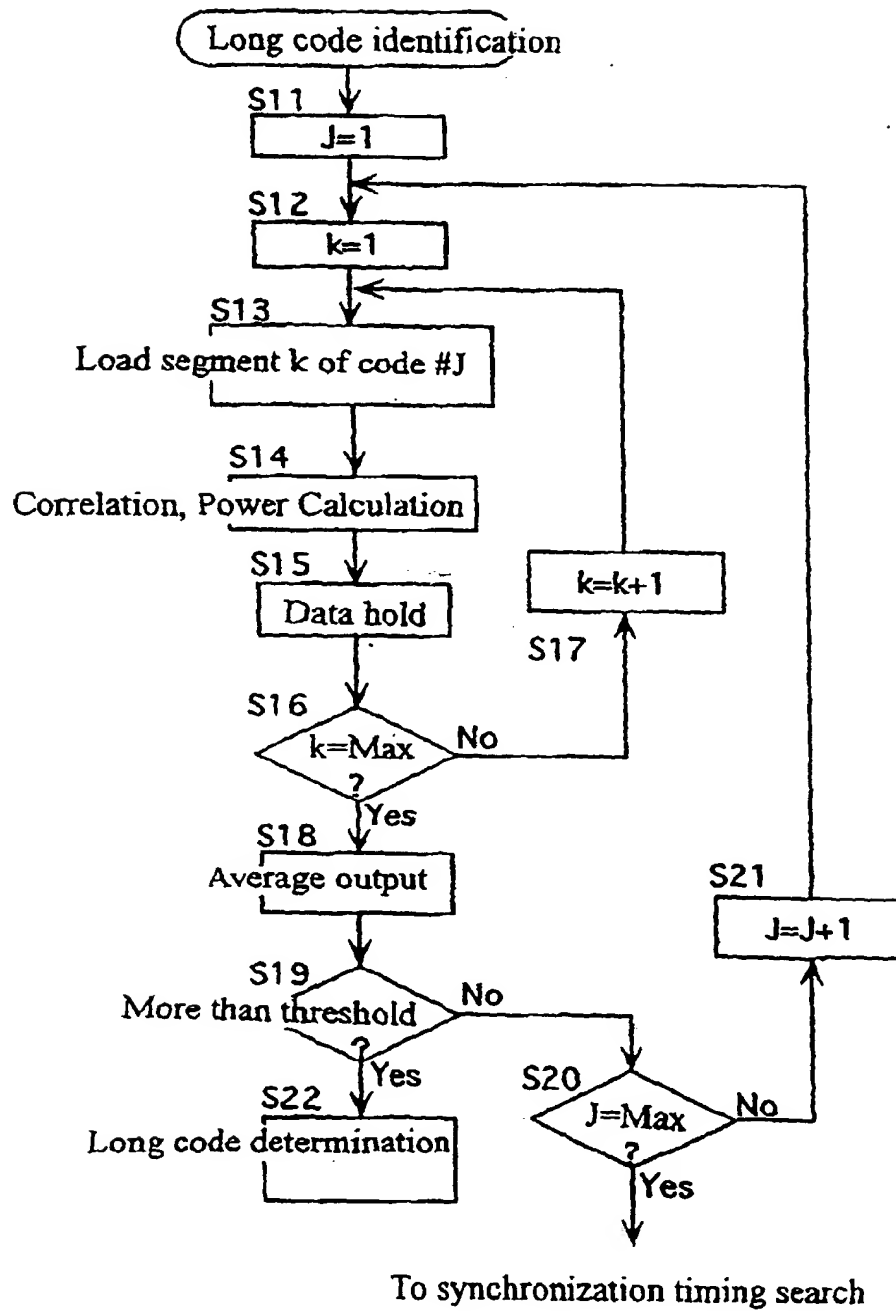 Long code identification
S11
J=1
S12
k=1
S13
Load segment k of code #J
S14
Correlation, Power Calculation
S15
Data hold
k=k+1
S17
S16
k=Max
?
No
Yes
S18
Average output
S21
J=J+1
S19
More than threshold
?
No
Yes
S20
J=Max
?
No
Yes
S22
Long code determination
To synchronization timing search